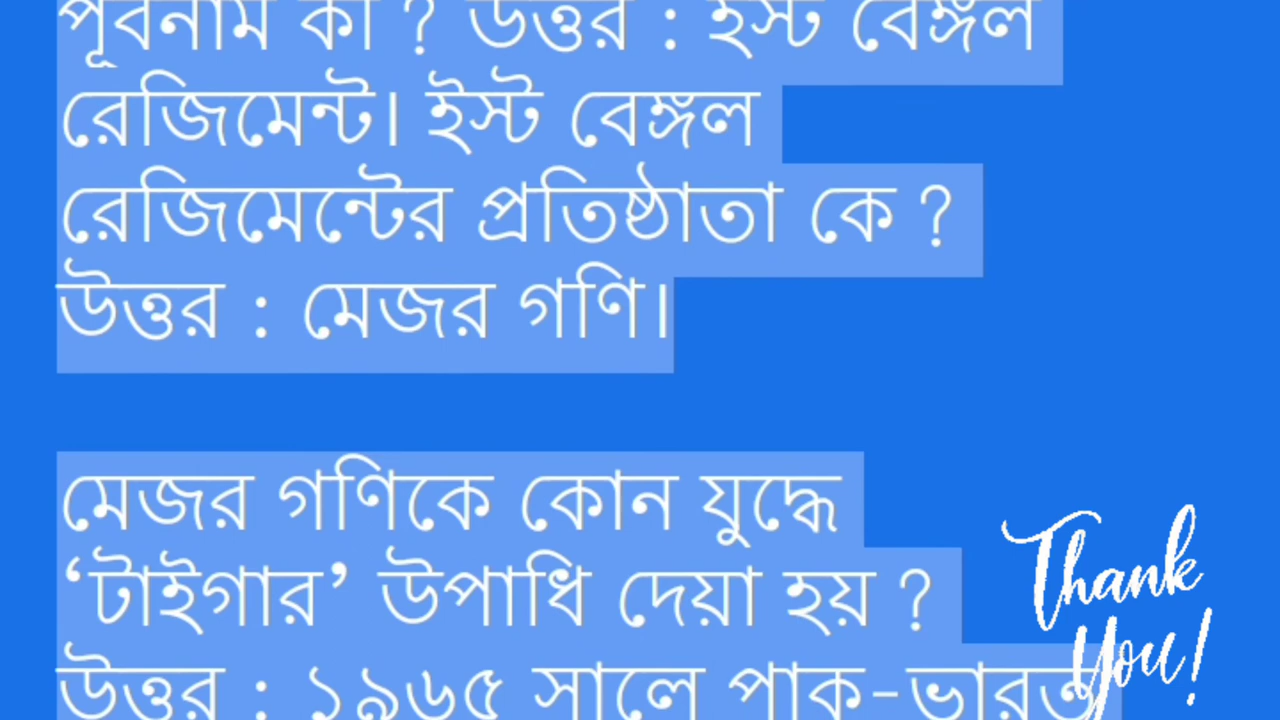 পূর্বনাম কী ? উত্তর : ইস্ট বেঙ্গল
রেজিমেন্ট। ইস্ট বেঙ্গল
রেজিমেন্টের প্রতিষ্ঠাতা কে ?
উত্তর : মেজর গণি।
মেজর গণিকে কোন যুদ্ধে
‘টাইগার’ উপাধি দেয়া হয় ?
উত্তর : ১৯৬৫ সালে পাক-ভারত
Thank
You!